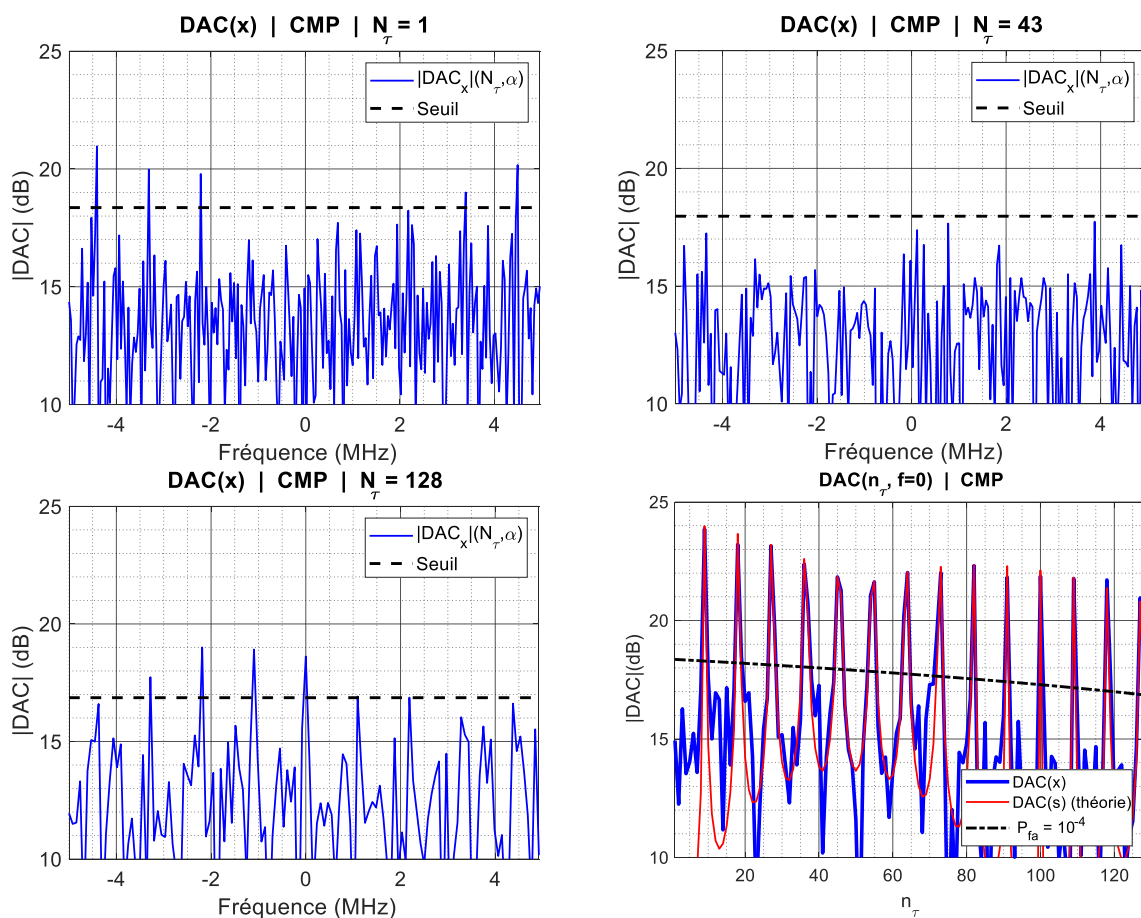 DAC(x) | CMP | N_τ = 1
|DAC| (dB)
25
20
15
10
|DAC_x|(N_τ,α)
Seuil
-4 -2 0 2 4
Fréquence (MHz)
DAC(x) | CMP | N_τ = 43
|DAC| (dB)
25
20
15
10
|DAC_x|(N_τ,α)
Seuil
-4 -2 0 2 4
Fréquence (MHz)
DAC(x) | CMP | N_τ = 128
|DAC| (dB)
25
20
15
10
|DAC_x|(N_τ,α)
Seuil
-4 -2 0 2 4
Fréquence (MHz)
DAC(n_τ, f=0) | CMP
|DAC|(dB)
25
20
15
10
DAC(x)
DAC(s) (théorie)
P_fa = 10^-4
20 40 60 80 100 120
n_τ